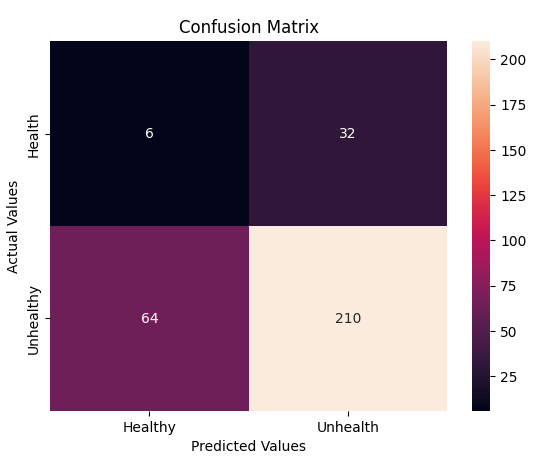 Confusion Matrix
Actual Values
Health
Unhealthy
6
32
64
210
Healthy
Unhealth
Predicted Values
200
175
150
125
100
75
50
25